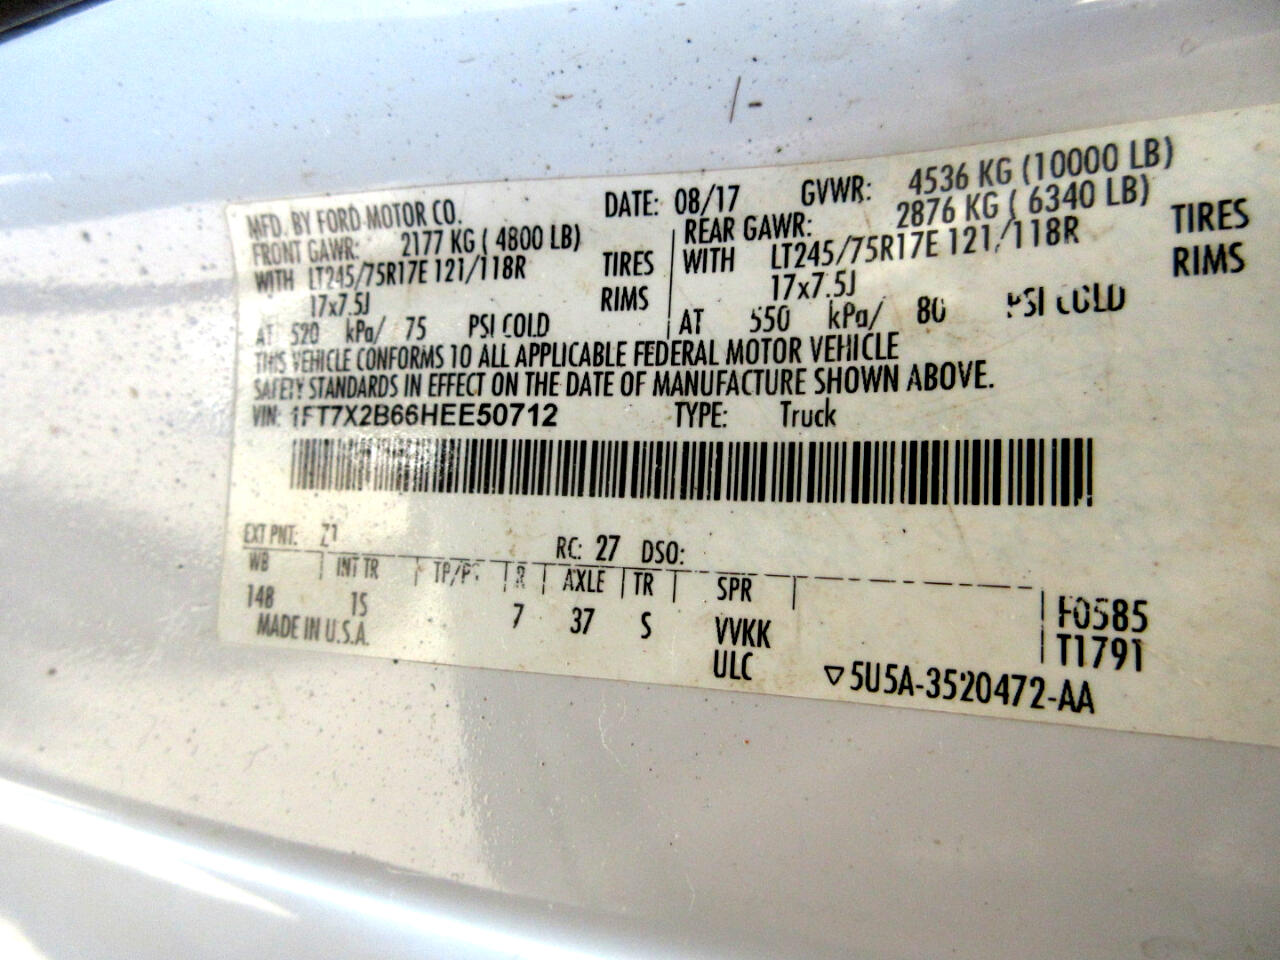 MFD. BY FORD MOTOR CO. DATE: 08/17 GVWR: 4536 KG (10000 LB)
FRONT GAWR: 2177 KG ( 4800 LB) REAR GAWR: 2876 KG ( 6340 LB)
WITH LT245/75R17E 121/118R TIRES WITH LT245/75R17E 121/118R TIRES
17x7.5J RIMS 17x7.5J RIMS
AT 520 kPa/ 75 PSI COLD AT 550 kPa/ 80 PSI COLD
THIS VEHICLE CONFORMS TO ALL APPLICABLE FEDERAL MOTOR VEHICLE
SAFETY STANDARDS IN EFFECT ON THE DATE OF MANUFACTURE SHOWN ABOVE.
VIN: 1FT7X2B66HEE50712 TYPE: Truck
EXT PNT: Z1 RC: 27 DSO:
WB INT TR TP/PS R AXLE TR SPR
148 1S 7 37 S VVKK F0585
MADE IN U.S.A. ULC T1791
▽5U5A-3520472-AA